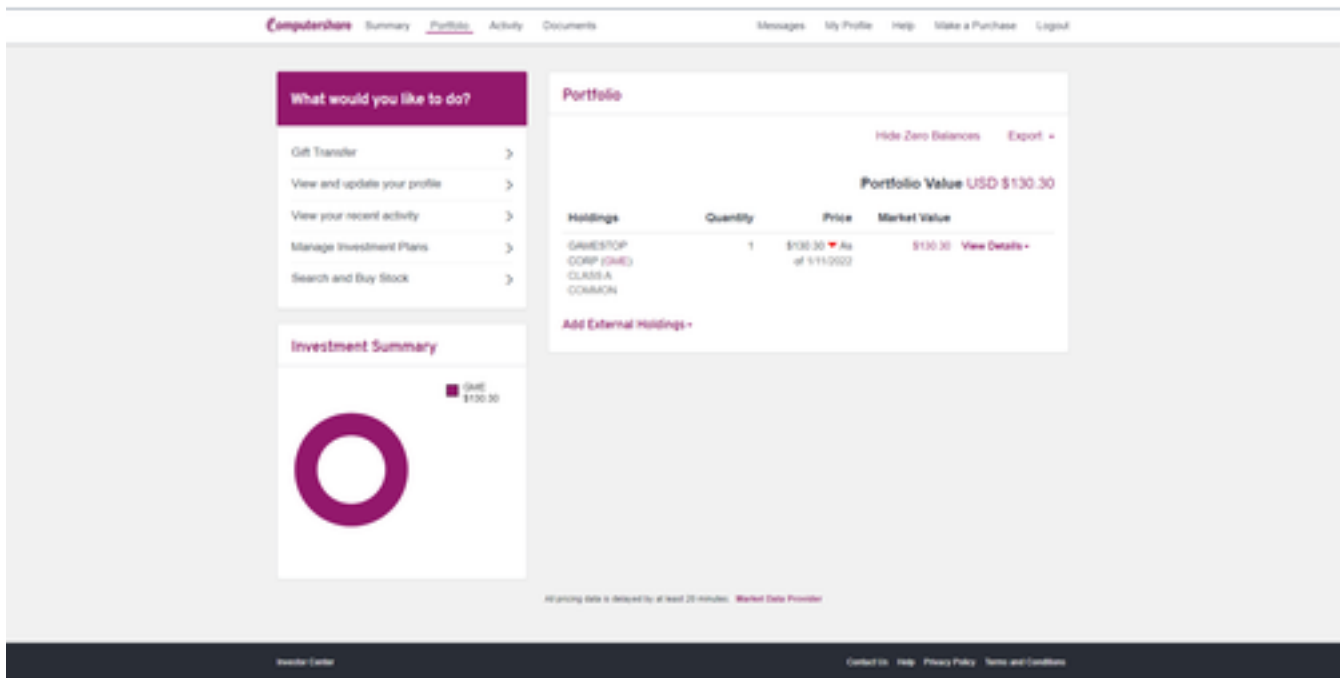 Computershare Summary Portfolio Activity Documents Messages My Profile Help Make a Purchase Logout
What would you like to do?
Gift Transfer
View and update your profile
View your recent activity
Manage Investment Plans
Search and Buy Stock
Investment Summary
GME
$130.30
Portfolio
Hide Zero Balances Export
Portfolio Value USD $130.30
Holdings Quantity Price Market Value
GAMESTOP 1 $130.30 As $130.30 View Details
CORP (GME) of 1/11/2022
CLASS A
COMMON
Add External Holdings
All pricing data is delayed by at least 20 minutes. Market Data Provider
Investor Center Contact Us Help Privacy Policy Terms and Conditions